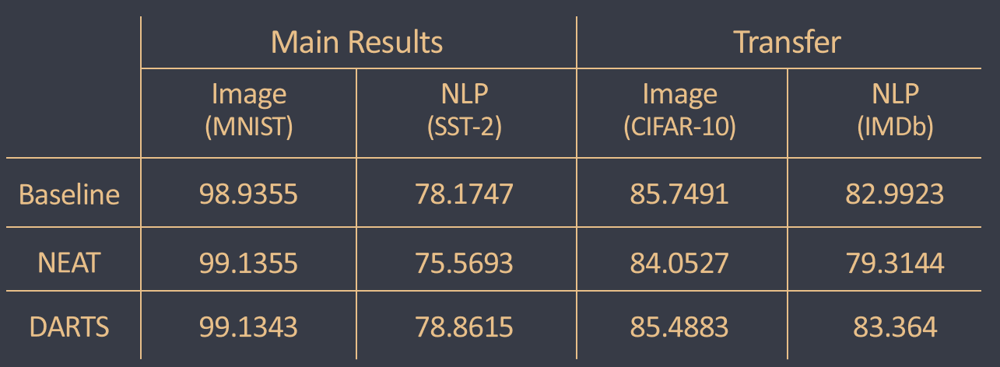 Main Results Transfer
Image NLP Image NLP
(MNIST) (SST-2) (CIFAR-10) (IMDb)
Baseline 98.9355 78.1747 85.7491 82.9923
NEAT 99.1355 75.5693 84.0527 79.3144
DARTS 99.1343 78.8615 85.4883 83.364